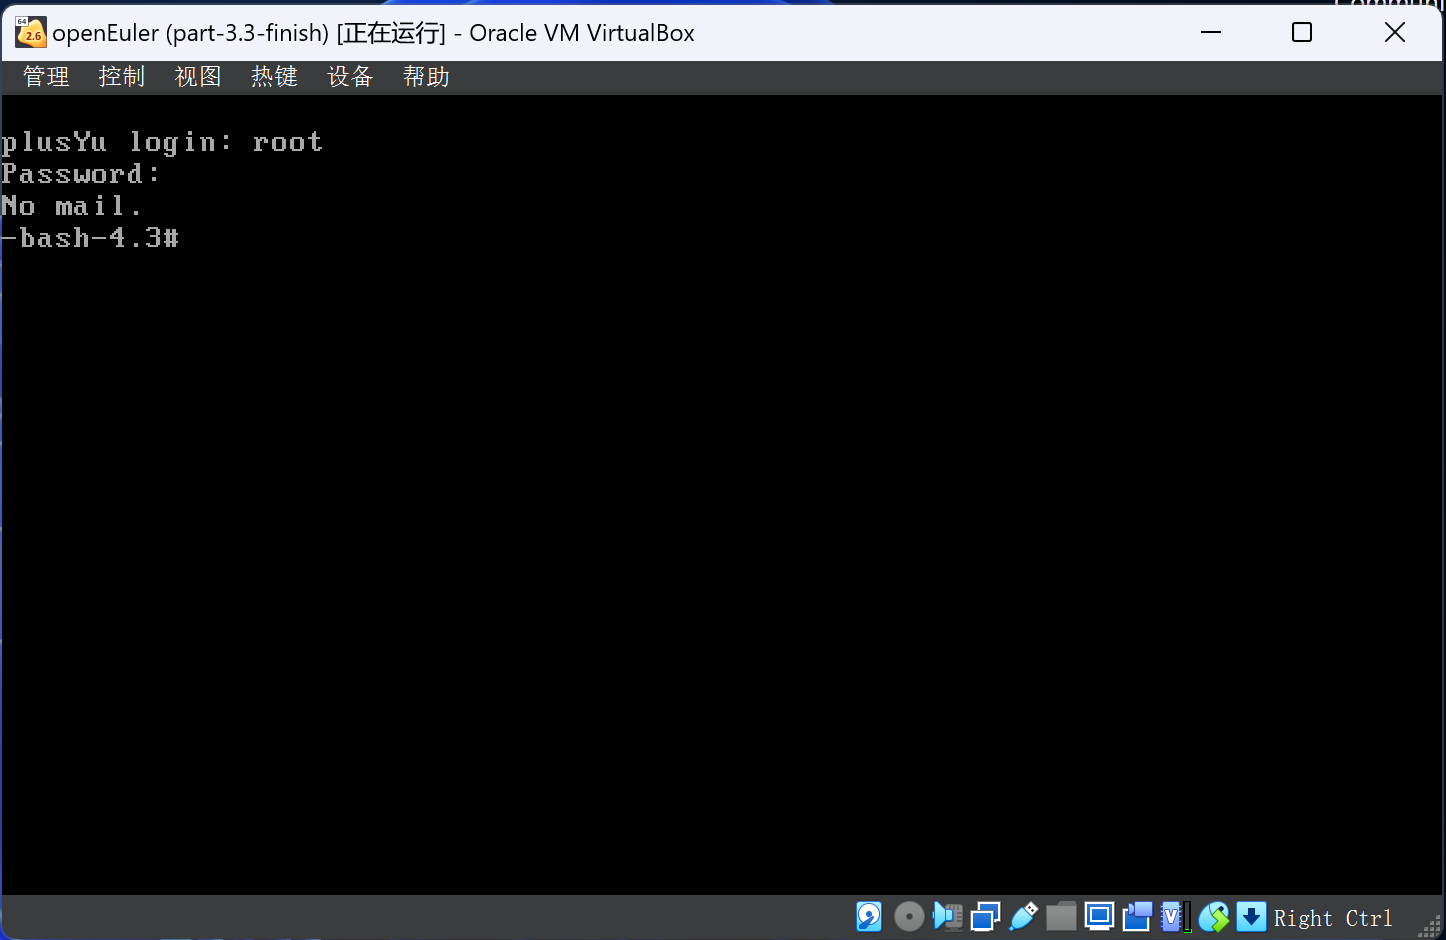 openEuler (part-3.3-finish) [正在运行] - Oracle VM VirtualBox
管理 控制 视图 热键 设备 帮助
plusYu login: root
Password:
No mail.
-bash-4.3#
Right Ctrl